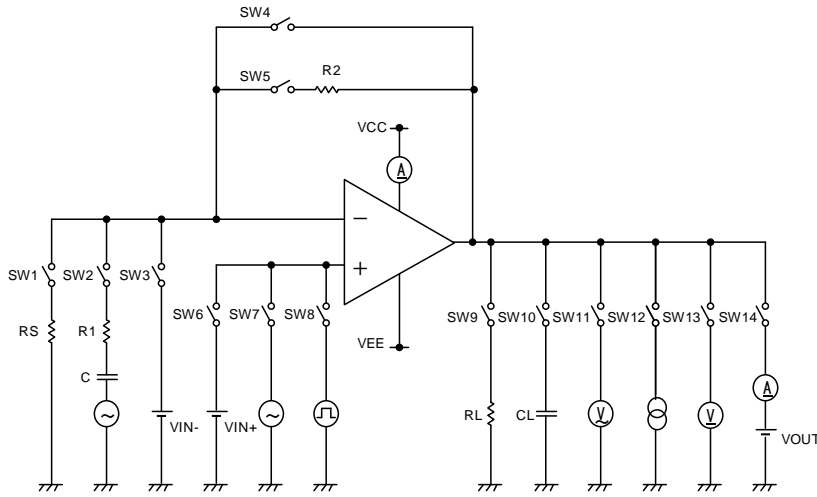 SW4
SW5
R2
VCC
A
−
+
SW1
SW2
SW3
SW6
SW7
SW8
VEE
SW9
SW10
SW11
SW12
SW13
SW14
RS
R1
C
A
VIN-
VIN+
RL
CL
V
V
VOUT